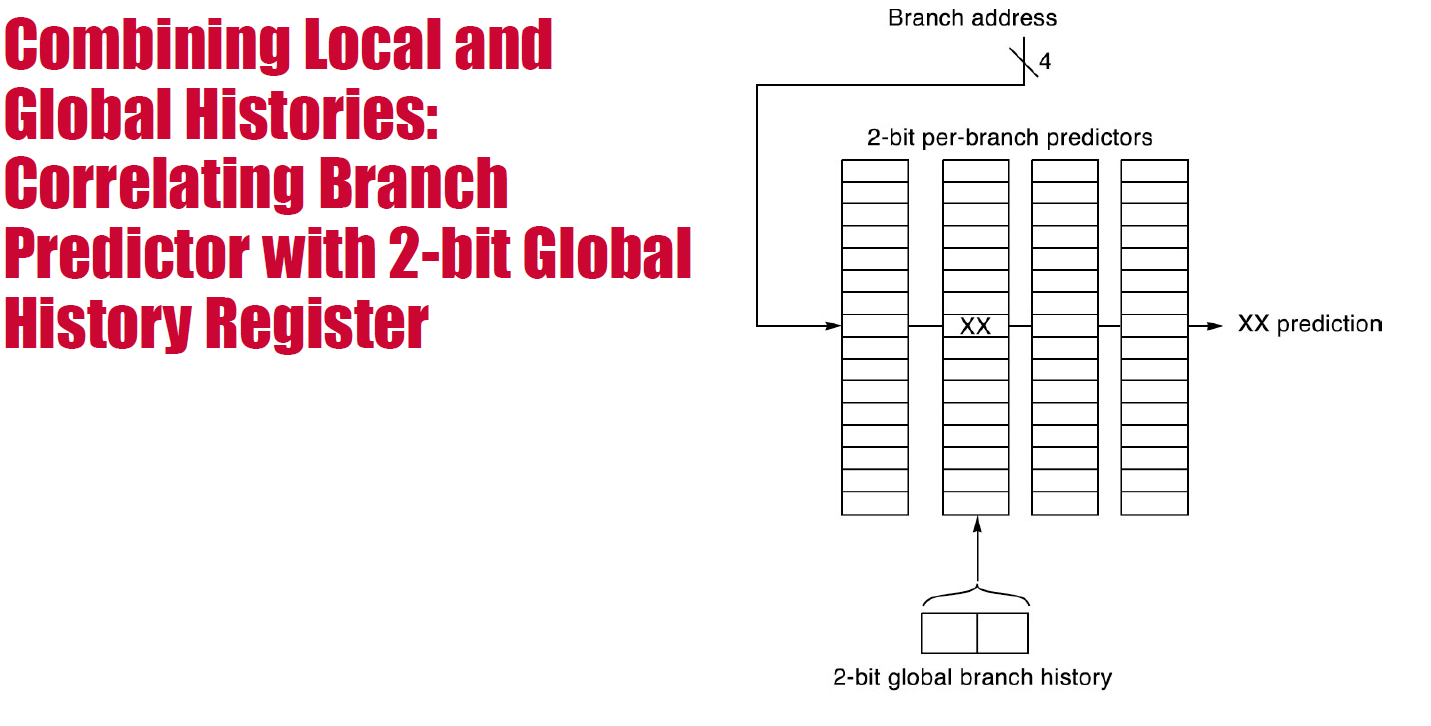 Combining Local and
Global Histories:
Correlating Branch
Predictor with 2-bit Global
History Register
Branch address
4
2-bit per-branch predictors
XX
XX prediction
2-bit global branch history